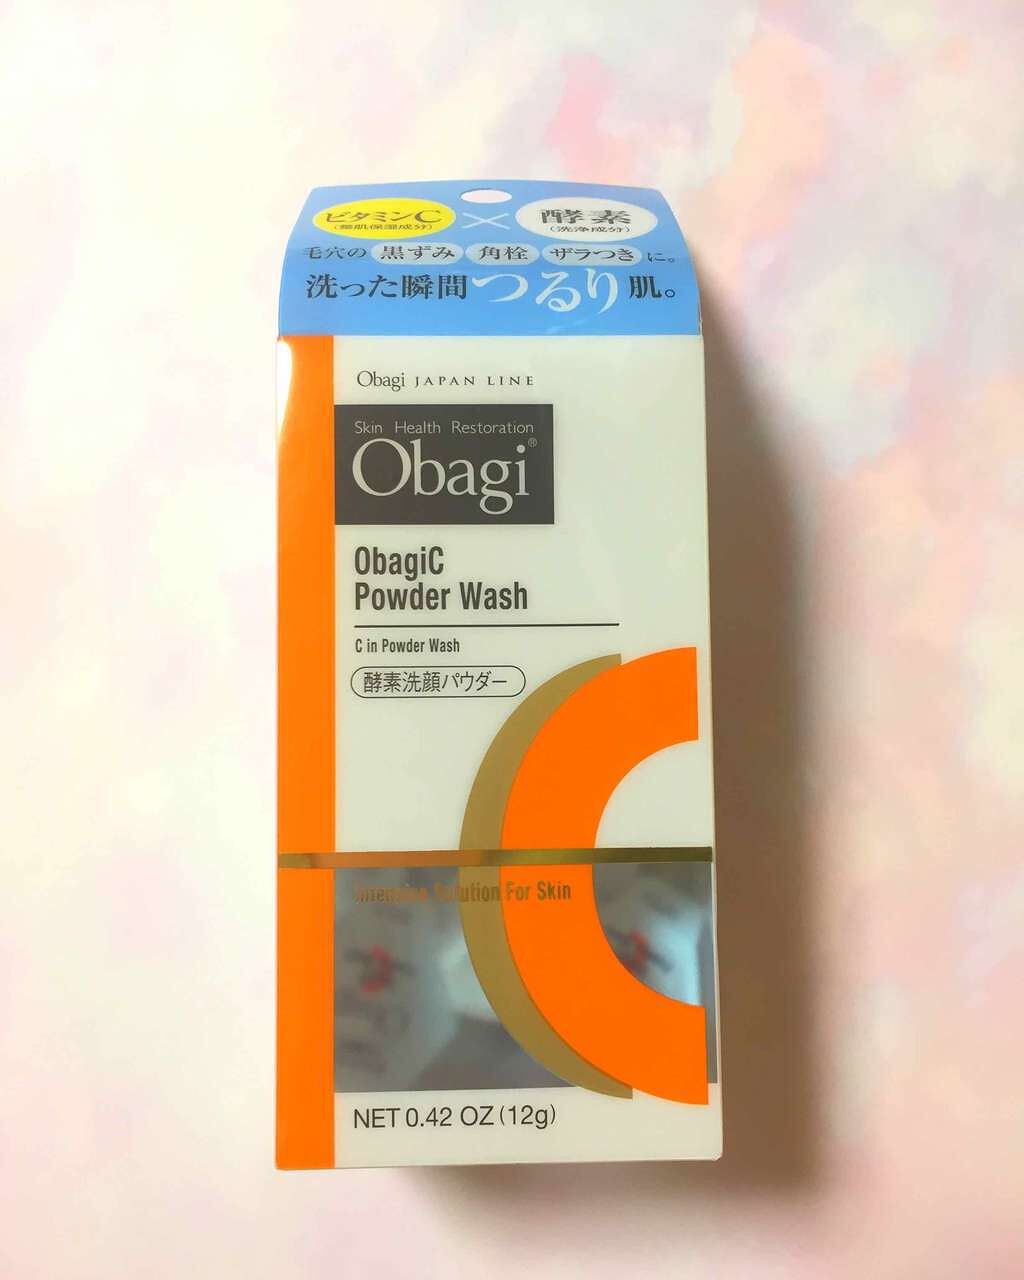 ビタミンC × 酵素
(整肌保湿成分) (洗浄成分)
毛穴の 黒ずみ 角栓 ザラつき に。
洗った瞬間つるり肌。
Obagi JAPAN LINE
Skin Health Restoration
Obagi®
ObagiC
Powder Wash
C in Powder Wash
酵素洗顔パウダー
Intensive Solution For Skin
NET 0.42 OZ (12g)